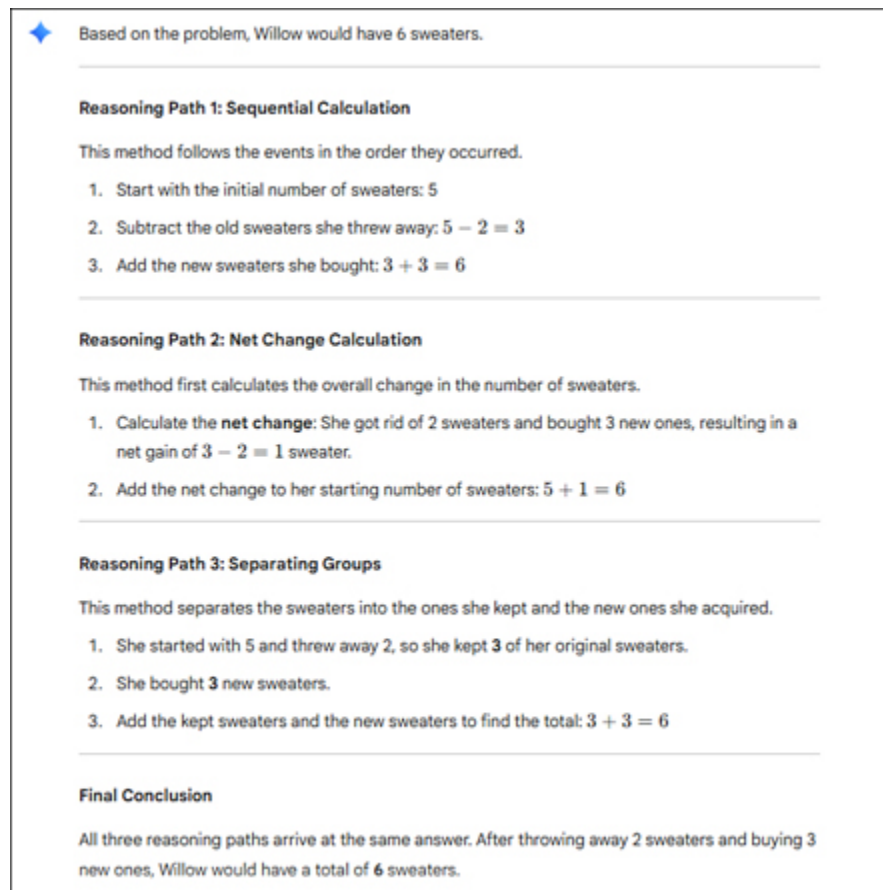 Based on the problem, Willow would have 6 sweaters.
Reasoning Path 1: Sequential Calculation
This method follows the events in the order they occurred.
1. Start with the initial number of sweaters: 5
2. Subtract the old sweaters she threw away: 5 − 2 = 3
3. Add the new sweaters she bought: 3 + 3 = 6
Reasoning Path 2: Net Change Calculation
This method first calculates the overall change in the number of sweaters.
1. Calculate the net change: She got rid of 2 sweaters and bought 3 new ones, resulting in a
net gain of 3 − 2 = 1 sweater.
2. Add the net change to her starting number of sweaters: 5 + 1 = 6
Reasoning Path 3: Separating Groups
This method separates the sweaters into the ones she kept and the new ones she acquired.
1. She started with 5 and threw away 2, so she kept 3 of her original sweaters.
2. She bought 3 new sweaters.
3. Add the kept sweaters and the new sweaters to find the total: 3 + 3 = 6
Final Conclusion
All three reasoning paths arrive at the same answer. After throwing away 2 sweaters and buying 3
new ones, Willow would have a total of 6 sweaters.